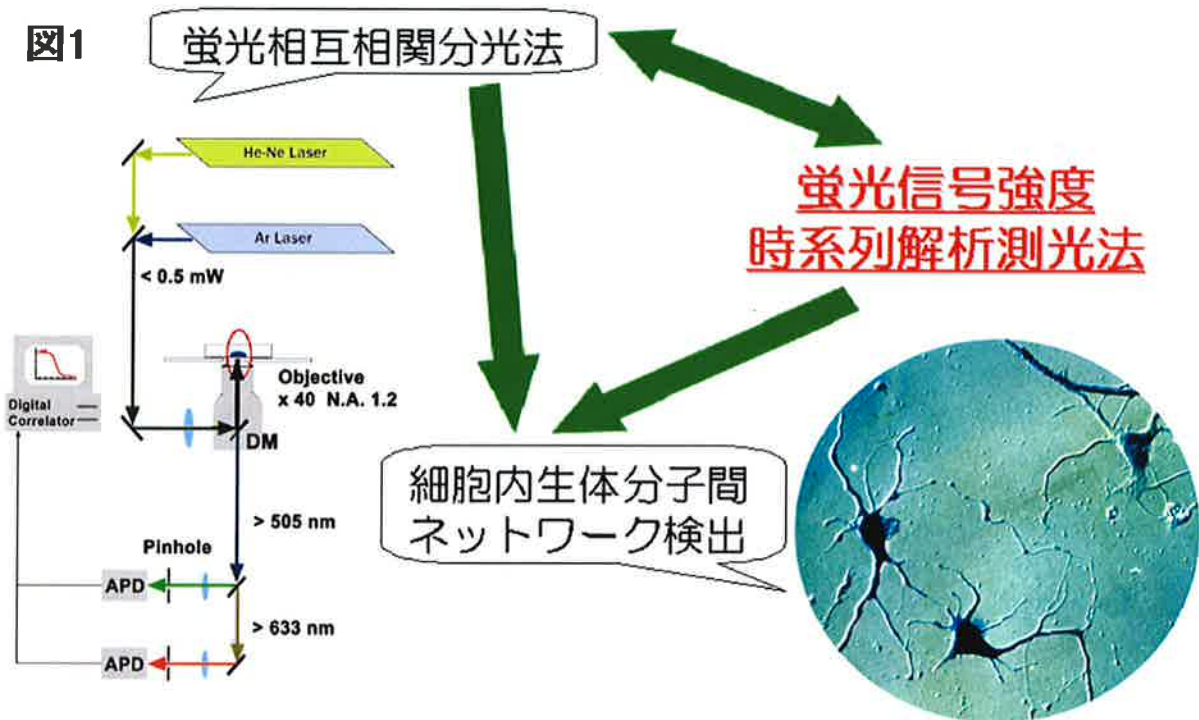 図1
蛍光相互相関分光法
He-Ne Laser
Ar Laser
< 0.5 mW
蛍光信号強度
時系列解析測光法
Objective
x 40 N.A. 1.2
Digital
Correlator
DM
細胞内生体分子間
ネットワーク検出
> 505 nm
Pinhole
APD
> 633 nm
APD